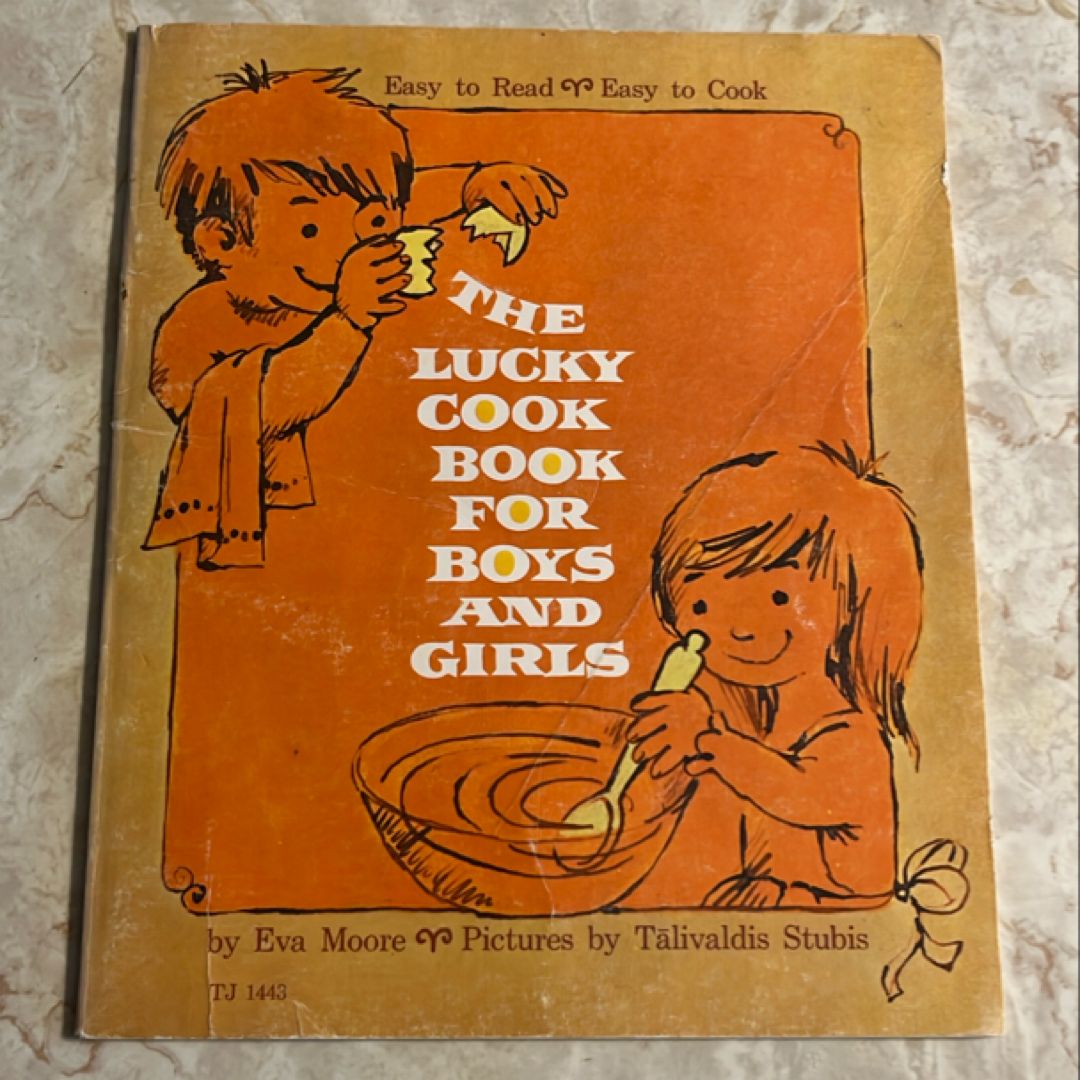 Easy to Read Easy to Cook
THE
LUCKY
COOK
BOOK
FOR
BOYS
AND
GIRLS
by Eva Moore Pictures by Tālivaldis Stubis
TJ 1443